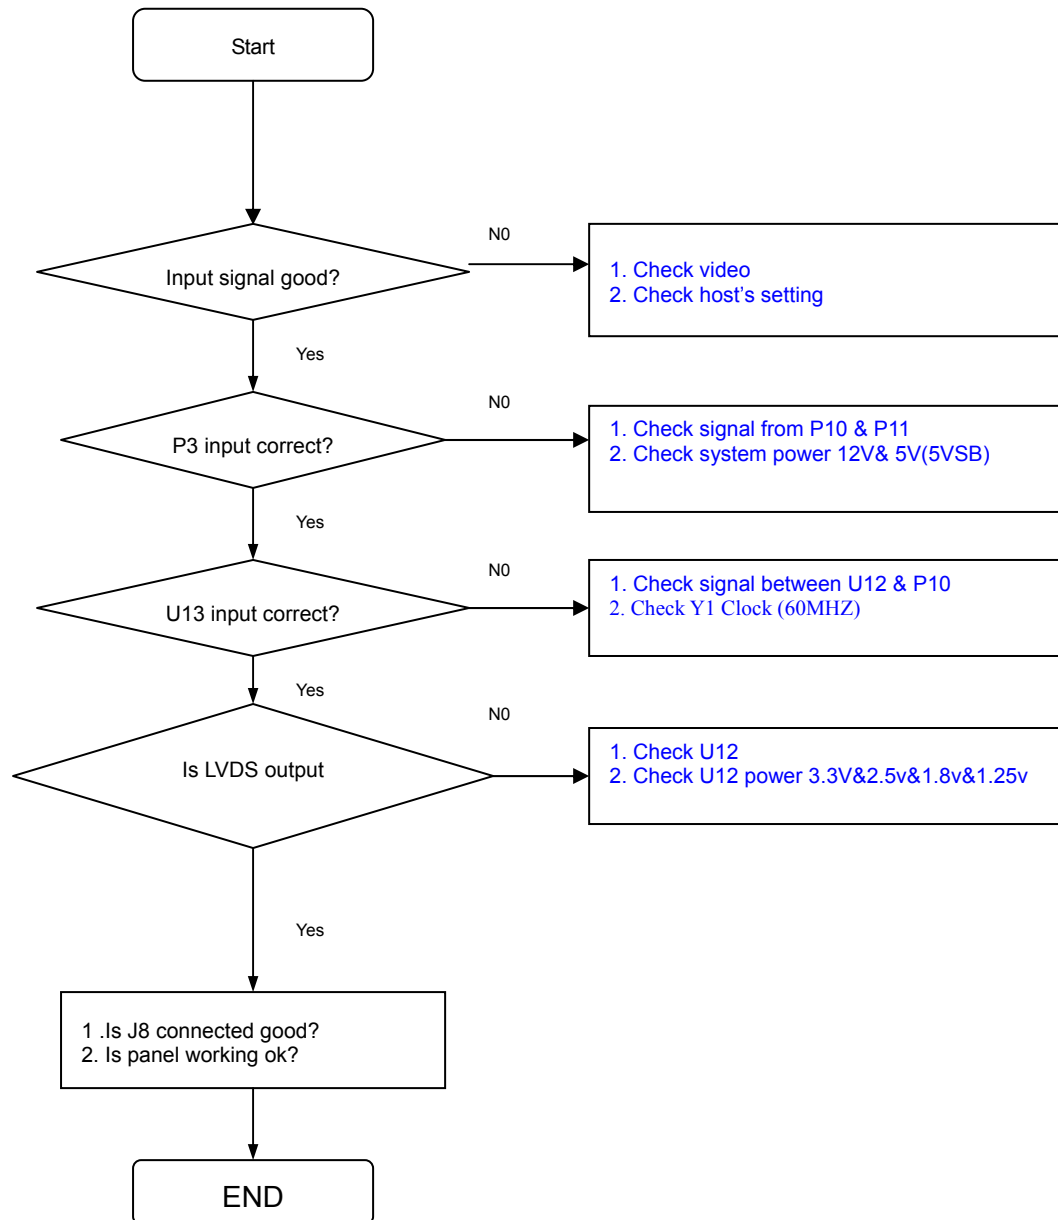 Start
N0
Input signal good?
1. Check video
2. Check host’s setting
Yes
N0
P3 input correct?
1. Check signal from P10 & P11
2. Check system power 12V& 5V(5VSB)
Yes
N0
U13 input correct?
1. Check signal between U12 & P10
2. Check Y1 Clock (60MHZ)
Yes
N0
Is LVDS output
1. Check U12
2. Check U12 power 3.3V&2.5v&1.8v&1.25v
Yes
1 .Is J8 connected good?
2. Is panel working ok?
END